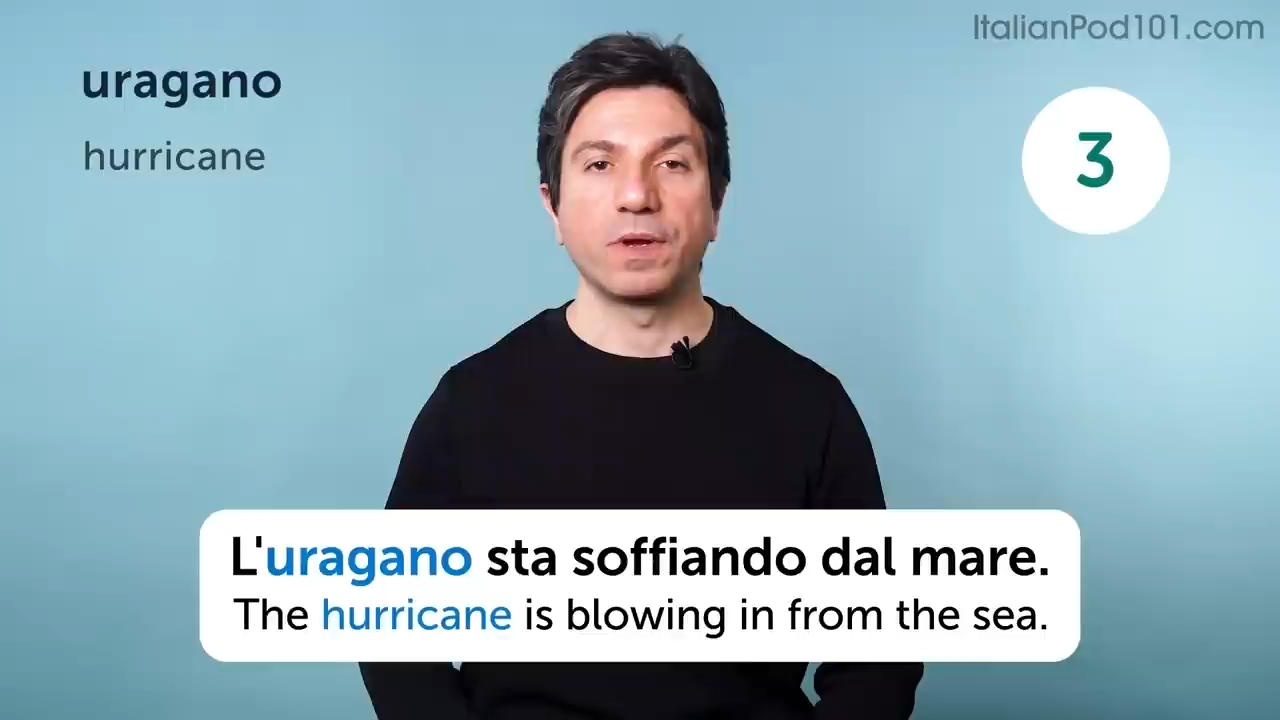 ItalianPod101.com
uragano
hurricane
3
L'uragano sta soffiando dal mare.
The hurricane is blowing in from the sea.